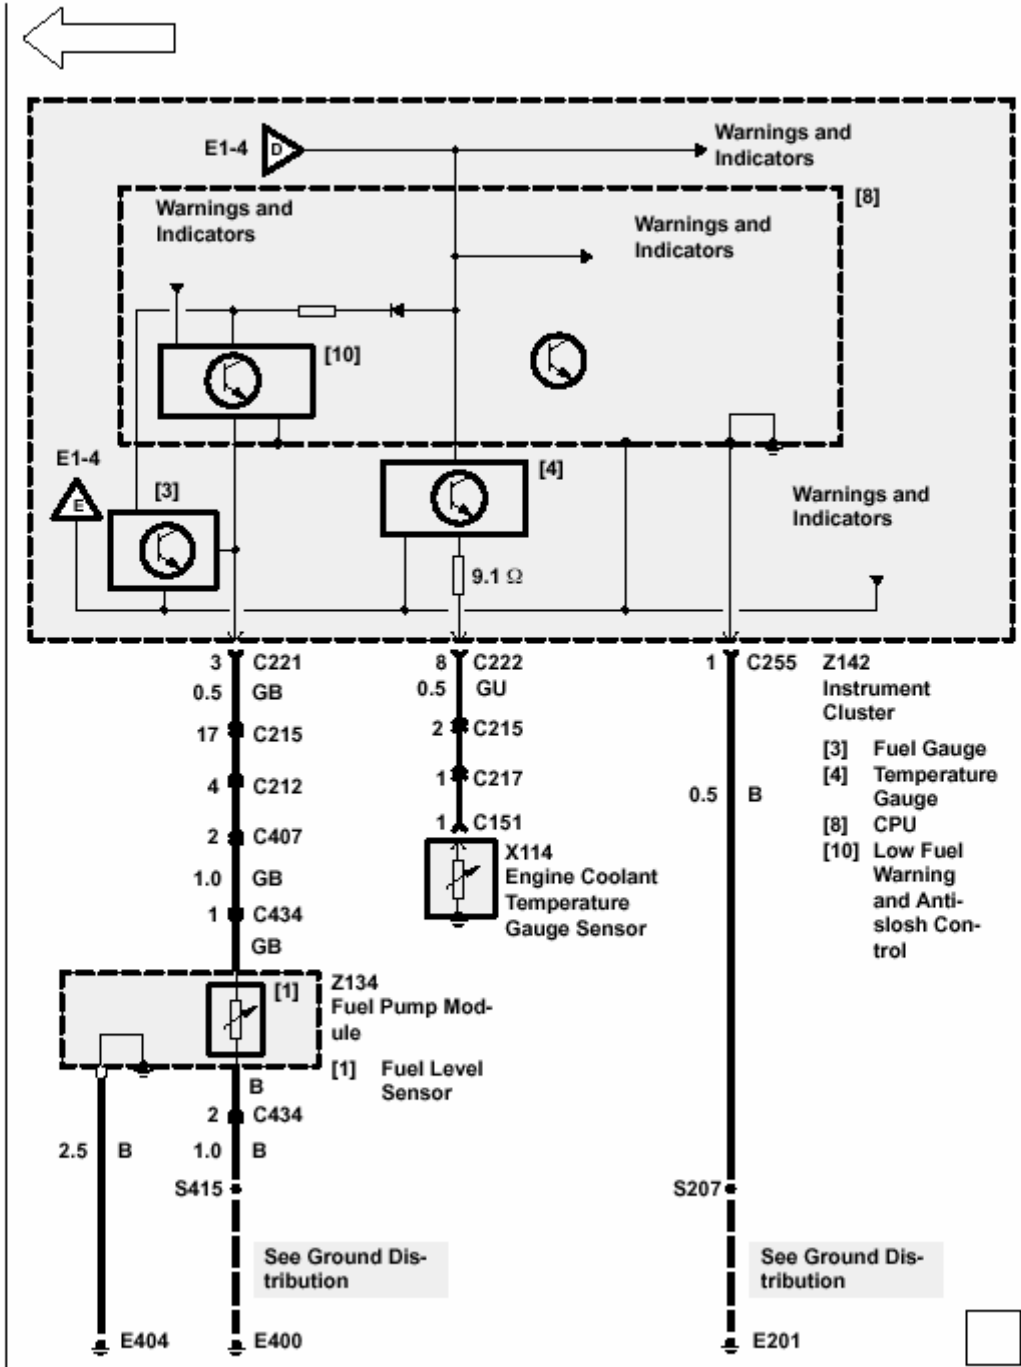 E1-4
D
Warnings and
Indicators
[8]
Warnings and
Indicators
Warnings and
Indicators
[10]
E1-4
E
[3]
[4]
Warnings and
Indicators
9.1 Ω
3 C221
0.5 GB
17 C215
4 C212
2 C407
1.0 GB
1 C434
GB
8 C222
0.5 GU
2 C215
1 C217
1 C151
X114
Engine Coolant
Temperature
Gauge Sensor
1 C255
0.5 B
Z142
Instrument
Cluster
[3] Fuel Gauge
[4] Temperature
Gauge
[8] CPU
[10] Low Fuel
Warning
and Anti-
slosh Con-
trol
[1]
Z134
Fuel Pump Mod-
ule
[1] Fuel Level
Sensor
B
2 C434
2.5 B
1.0 B
S415
S207
See Ground Dis-
tribution
See Ground Dis-
tribution
E404
E400
E201